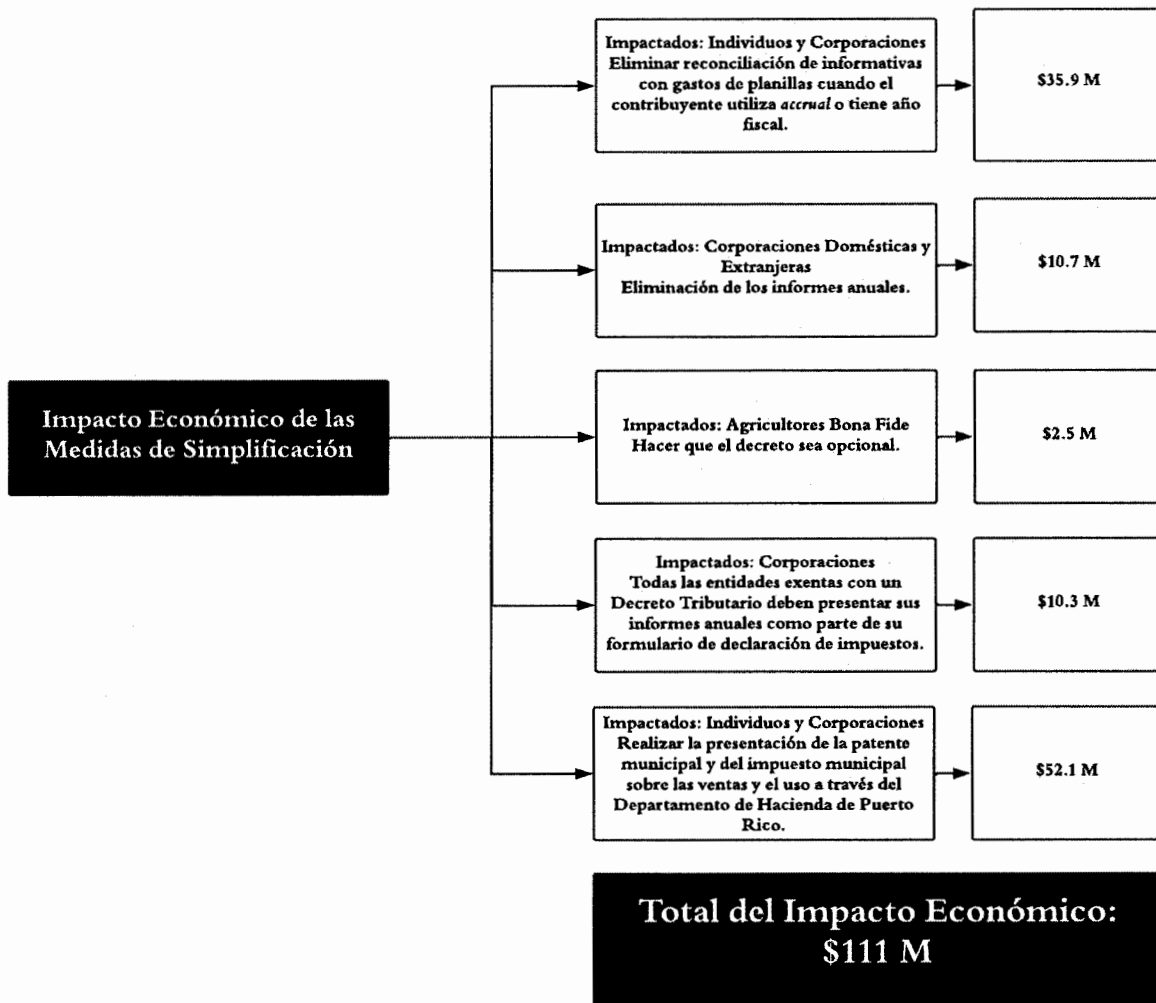 Impactados: Individuos y Corporaciones
Eliminar reconciliación de informativas
con gastos de planillas cuando el
contribuyente utiliza accrual o tiene año
fiscal.
$35.9 M
Impactados: Corporaciones Domésticas y
Extranjeras
Eliminación de los informes anuales.
$10.7 M
Impacto Económico de las
Medidas de Simplificación
Impactados: Agricultores Bona Fide
Hacer que el decreto sea opcional.
$2.5 M
Impactados: Corporaciones
Todas las entidades exentas con un
Decreto Tributario deben presentar sus
informes anuales como parte de su
formulario de declaración de impuestos.
$10.3 M
Impactados: Individuos y Corporaciones
Realizar la presentación de la patente
municipal y del impuesto municipal
sobre las ventas y el uso a través del
Departamento de Hacienda de Puerto
Rico.
$52.1 M
Total del Impacto Económico:
$111 M